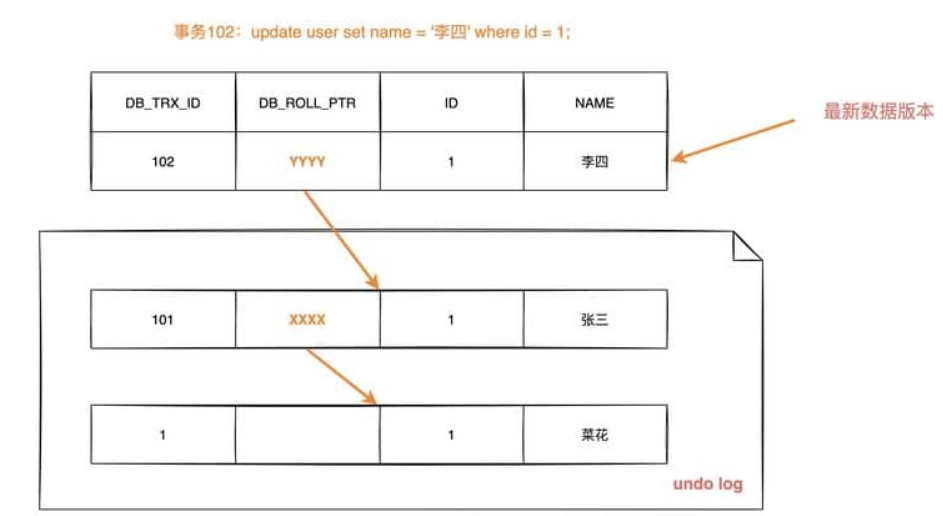 事务102：update user set name = '李四' where id = 1;
DB_TRX_ID DB_ROLL_PTR ID NAME
最新数据版本
102 YYYY 1 李四
101 XXXX 1 张三
1 1 菜花
undo log